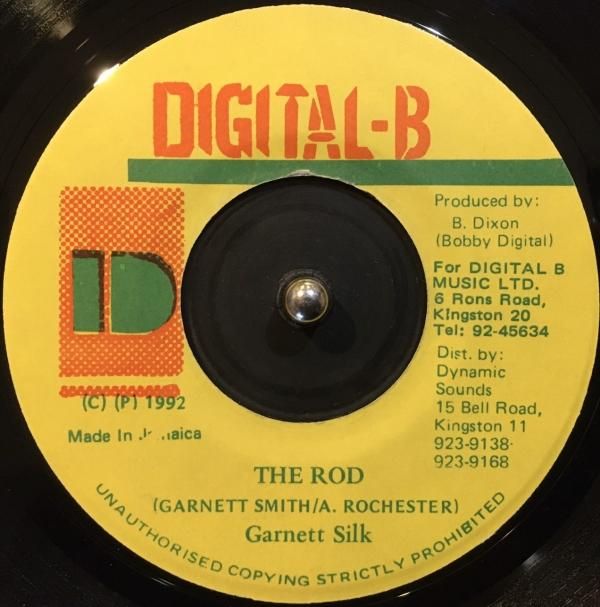 DIGITAL-B
D
Produced by:
B. Dixon
(Bobby Digital)
For DIGITAL B
MUSIC LTD.
6 Rons Road,
Kingston 20
Tel: 92-45634
Dist. by:
Dynamic
Sounds
15 Bell Road,
Kingston 11
923-9138
923-9168
(C) (P) 1992
Made In
THE ROD
(GARNETT SMITH/A. ROCHESTER)
Garnett Silk
UNAUTHORISED COPYING STRICTLY PROHIBITED